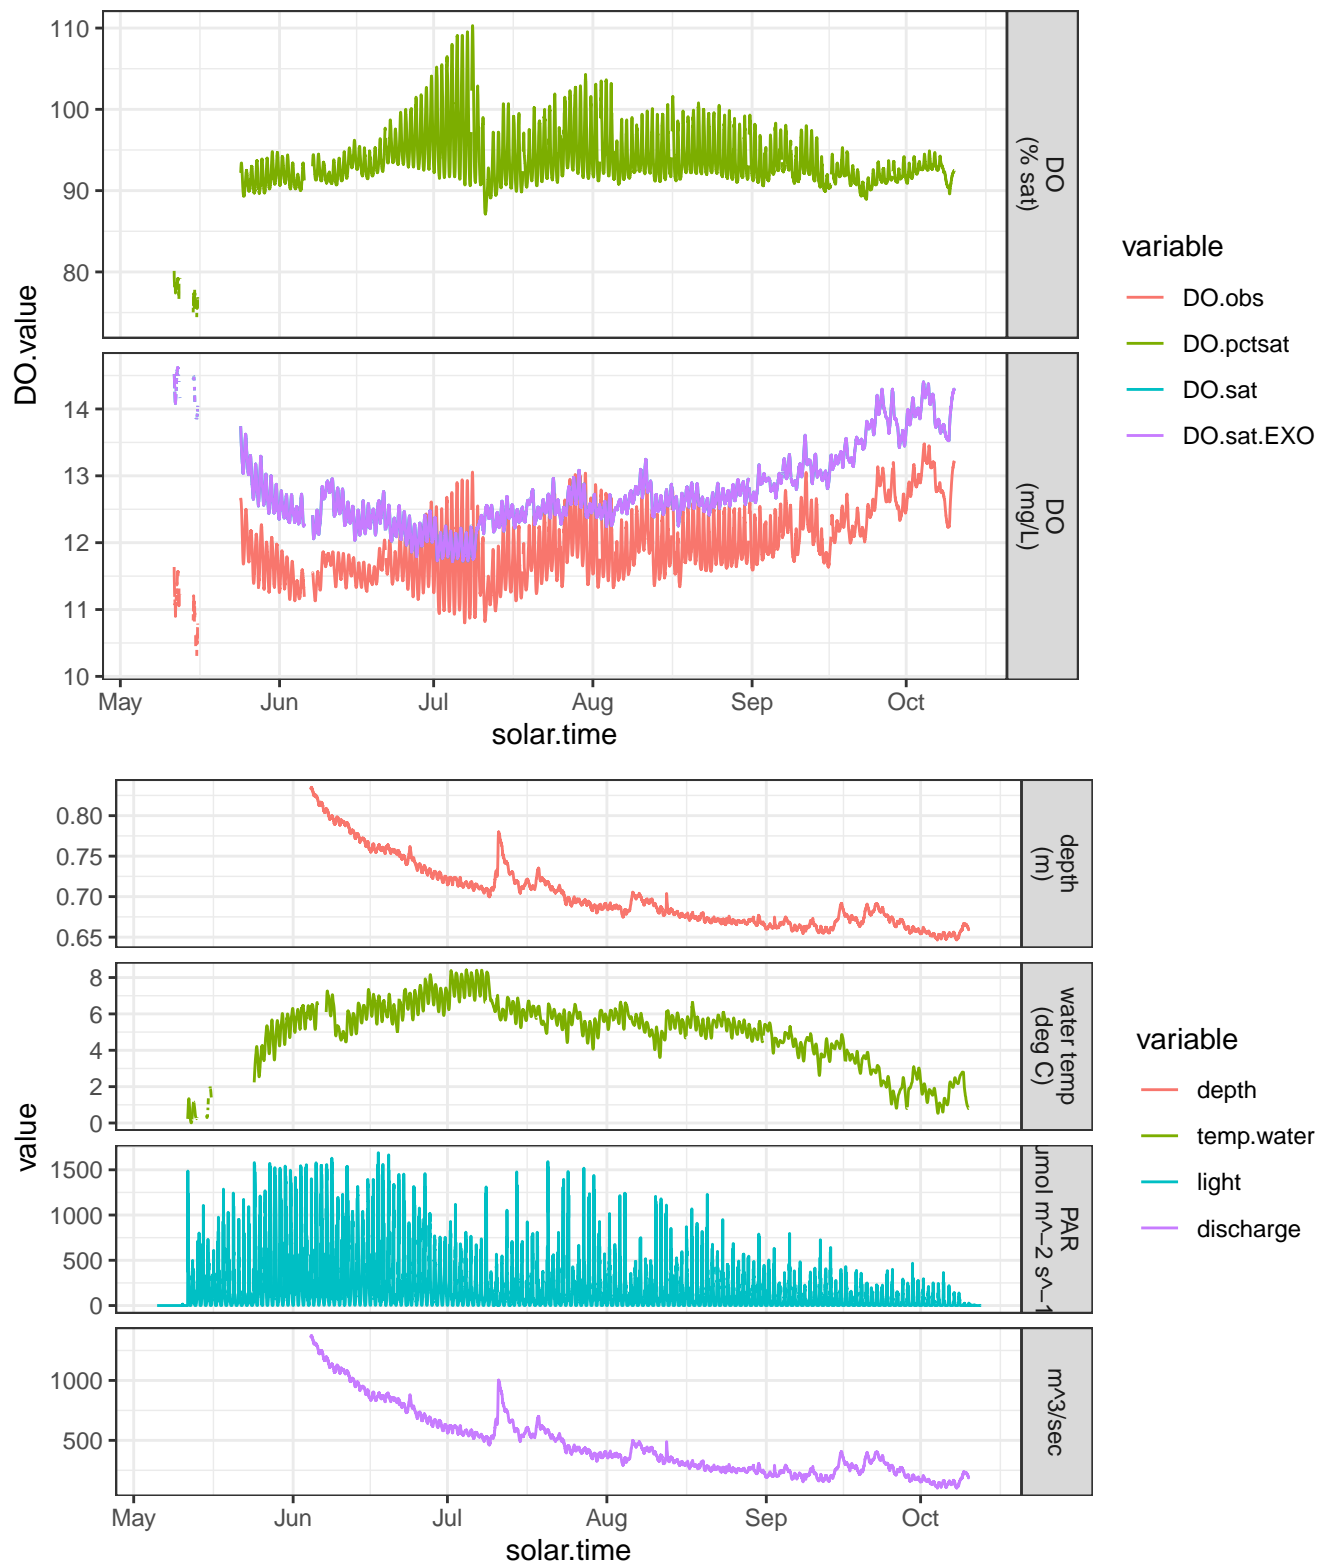 110
100
90
80
DO
(% sat)
14
13
12
11
10
DO
(mg/L)
DO.value
May Jun Jul Aug Sep Oct
solar.time
variable
DO.obs
DO.pctsat
DO.sat
DO.sat.EXO
0.80
0.75
0.70
0.65
depth
(m)
8
6
4
2
0
water temp
(deg C)
1500
1000
500
0
PAR
umol m^-2 s^-1
1000
500
m^3/sec
value
May Jun Jul Aug Sep Oct
solar.time
variable
depth
temp.water
light
discharge